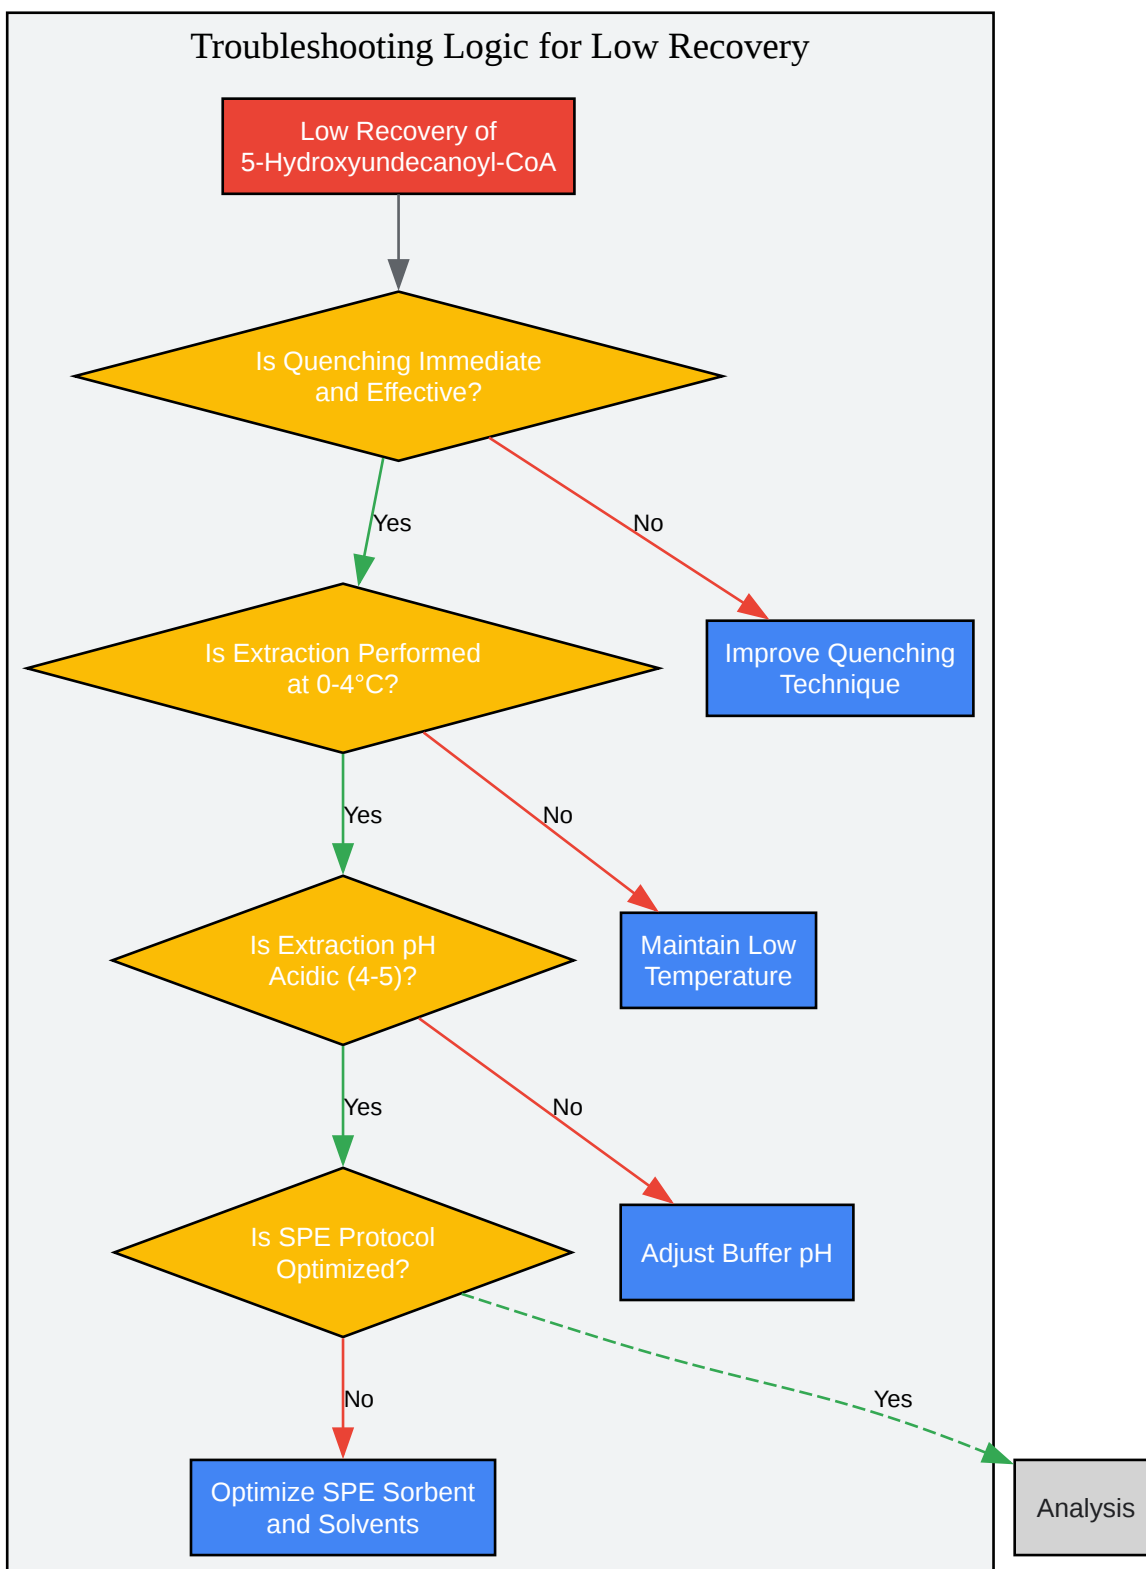 Troubleshooting Logic for Low Recovery
Low Recovery of
5-Hydroxyundecanoyl-CoA
Is Quenching Immediate
and Effective?
Yes
No
Is Extraction Performed
at 0-4°C?
Improve Quenching
Technique
Yes
No
Is Extraction pH
Acidic (4-5)?
Maintain Low
Temperature
Yes
No
Is SPE Protocol
Optimized?
Adjust Buffer pH
No
Yes
Optimize SPE Sorbent
and Solvents
Analysis